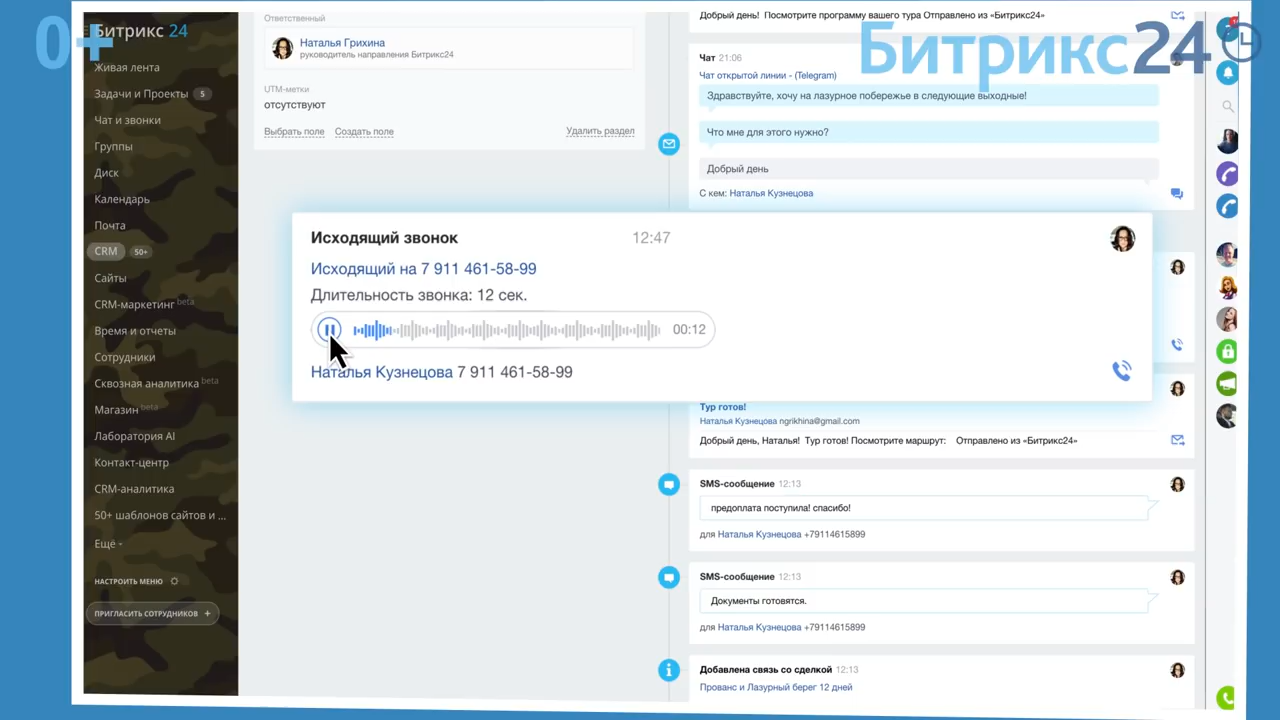 0+
Битрикс 24
Живая лента
Задачи и Проекты 5
Чат и звонки
Группы
Диск
Календарь
Почта
CRM 50+
Сайты
CRM-маркетинг beta
Время и отчеты
Сотрудники
Сквозная аналитика beta
Магазин beta
Лаборатория AI
Контакт-центр
CRM-аналитика
50+ шаблонов сайтов и ...
Ещё -
НАСТРОИТЬ МЕНЮ
ПРИГЛАСИТЬ СОТРУДНИКОВ +
Ответственный
Наталья Грихина
руководитель направления Битрикс24
UTM-метки
отсутствуют
Выбрать поле Создать поле Удалить раздел
Битрикс24
Добрый день! Посмотрите программу вашего тура Отправлено из «Битрикс24»
Чат 21:06
Чат открытой линии - (Telegram)
Здравствуйте, хочу на лазурное побережье в следующие выходные!
Что мне для этого нужно?
Добрый день
С кем: Наталья Кузнецова
Исходящий звонок 12:47
Исходящий на 7 911 461-58-99
Длительность звонка: 12 сек.
00:12
Наталья Кузнецова 7 911 461-58-99
Тур готов!
Наталья Кузнецова ngrikhina@gmail.com
Добрый день, Наталья! Тур готов! Посмотрите маршрут: Отправлено из «Битрикс24»
SMS-сообщение 12:13
предоплата поступила! спасибо!
для Наталья Кузнецова +79114615899
SMS-сообщение 12:13
Документы готовятся.
для Наталья Кузнецова +79114615899
Добавлена связь со сделкой 12:13
Прованс и Лазурный берег 12 дней